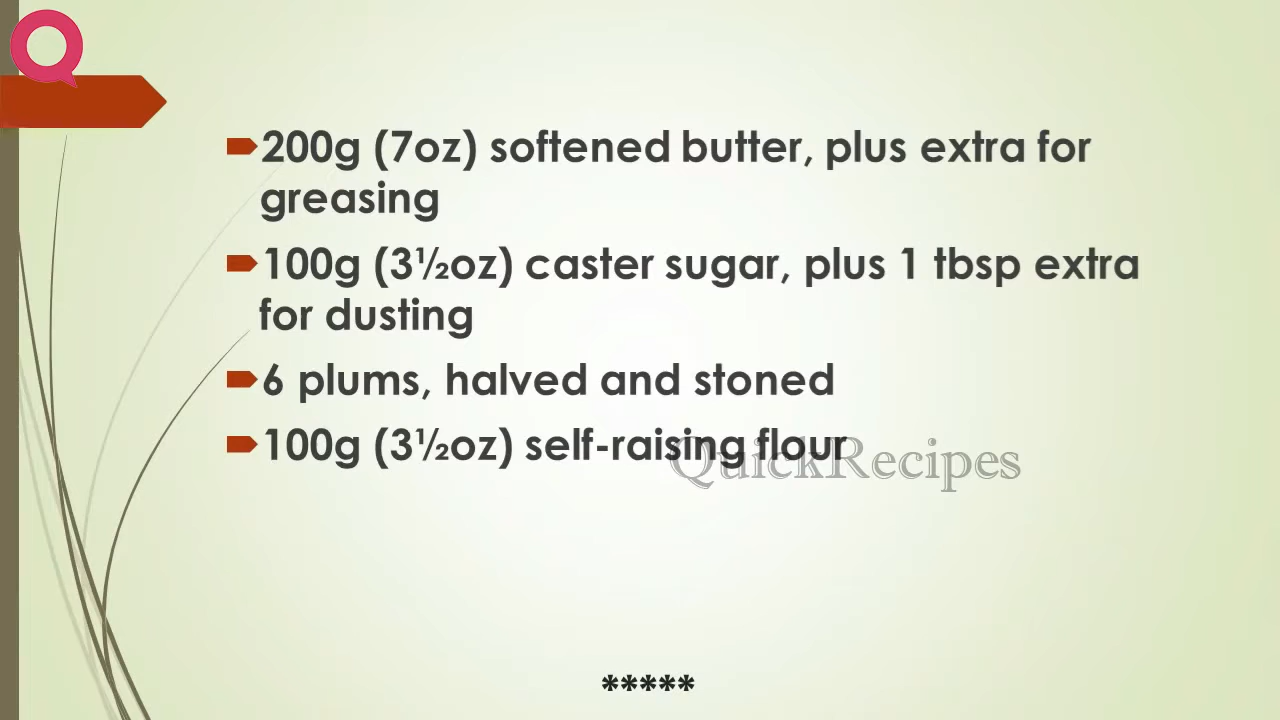 200g (7oz) softened butter, plus extra for
greasing
100g (3½oz) caster sugar, plus 1 tbsp extra
for dusting
6 plums, halved and stoned
100g (3½oz) self-raising flour
QuickRecipes
*****